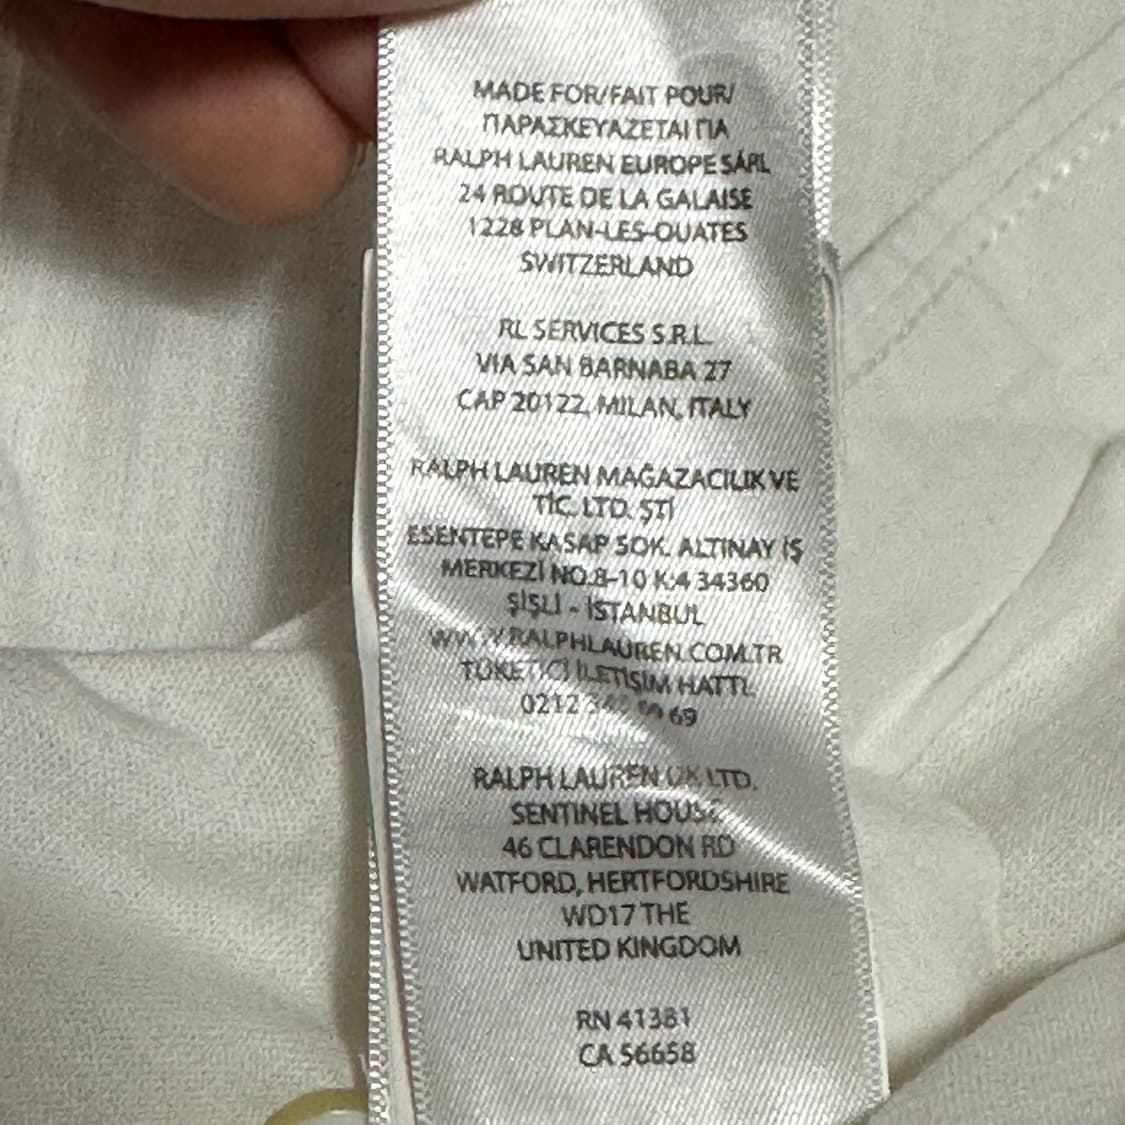 MADE FOR/FAIT POUR/
ΠΑΡΑΣΚΕΥΑΖΕΤΑΙ ΓΙΑ
RALPH LAUREN EUROPE SÁRL
24 ROUTE DE LA GALAISE
1228 PLAN-LES-OUATES
SWITZERLAND
RL SERVICES S.R.L.
VIA SAN BARNABA 27
CAP 20122, MILAN, ITALY
RALPH LAUREN MAĞAZACILIK VE
TİC. LTD. ŞTİ
ESENTEPE KASAP SOK. ALTINAY İŞ
MERKEZİ NO.8-10 K:4 34360
ŞİŞLİ - İSTANBUL
WWW.RALPHLAUREN.COM.TR
TÜKETİCİ İLETİŞİM HATTI:
0212 69
RALPH LAUREN UK LTD.
SENTINEL HOUSE
46 CLARENDON RD
WATFORD, HERTFORDSHIRE
WD17 THE
UNITED KINGDOM
RN 41381
CA 56658